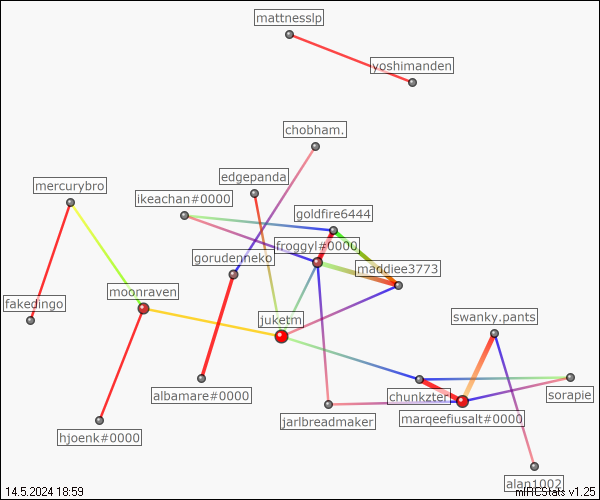 mattnesslp
yoshimanden
chobham.
edgepanda
mercurybro
ikeachan#0000
goldfire6444
froggyl#0000
gorudenneko
maddiee3773
moonraven
fakedingo
juketm
swanky.pants
albamare#0000
chunkzter
sorapie
jarlbreadmaker
marqeefiusalt#0000
hjoenk#0000
alan1002
14.5.2024 18:59
mIRCStats v1.25